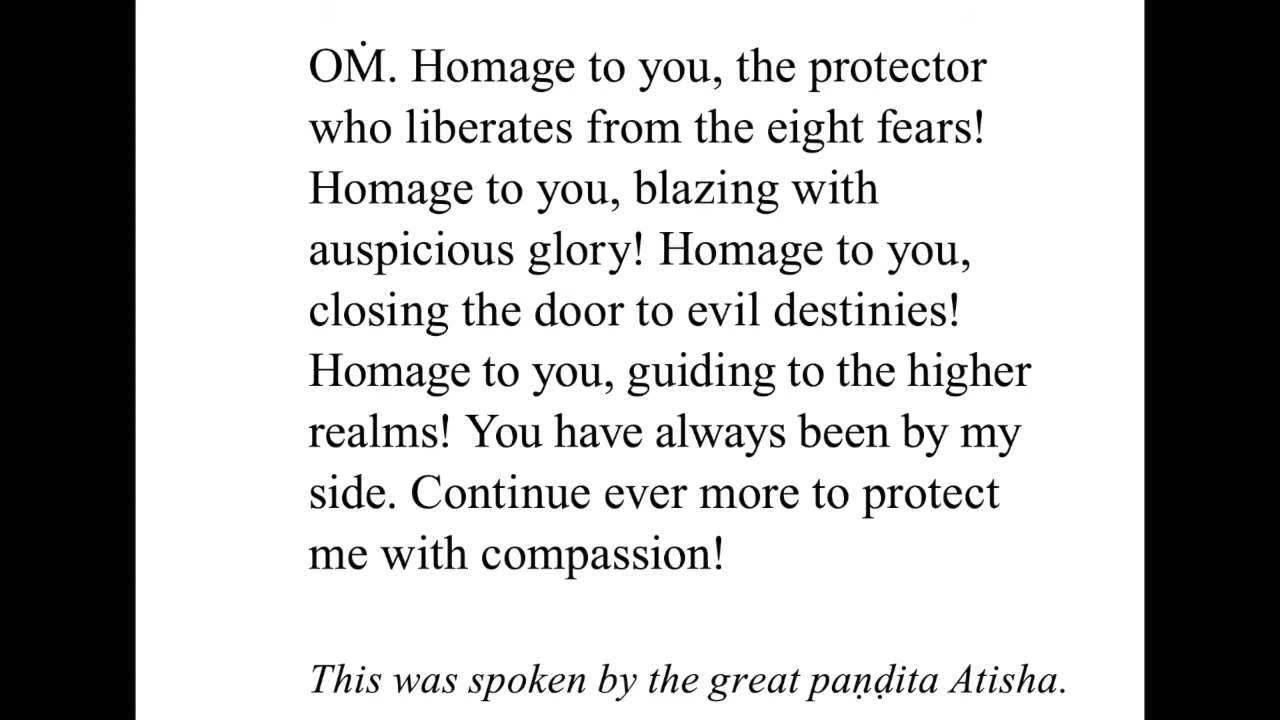 OṀ. Homage to you, the protector
who liberates from the eight fears!
Homage to you, blazing with
auspicious glory! Homage to you,
closing the door to evil destinies!
Homage to you, guiding to the higher
realms! You have always been by my
side. Continue ever more to protect
me with compassion!
This was spoken by the great paṇḍita Atisha.